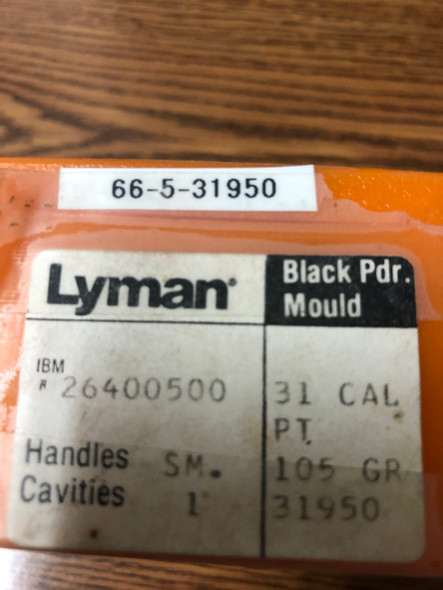 66-5-31950
Lyman
Black Pdr.
Mould
IBM
# 26400500
31 CAL
PT.
Handles SM.
105 GR
Cavities 1
31950